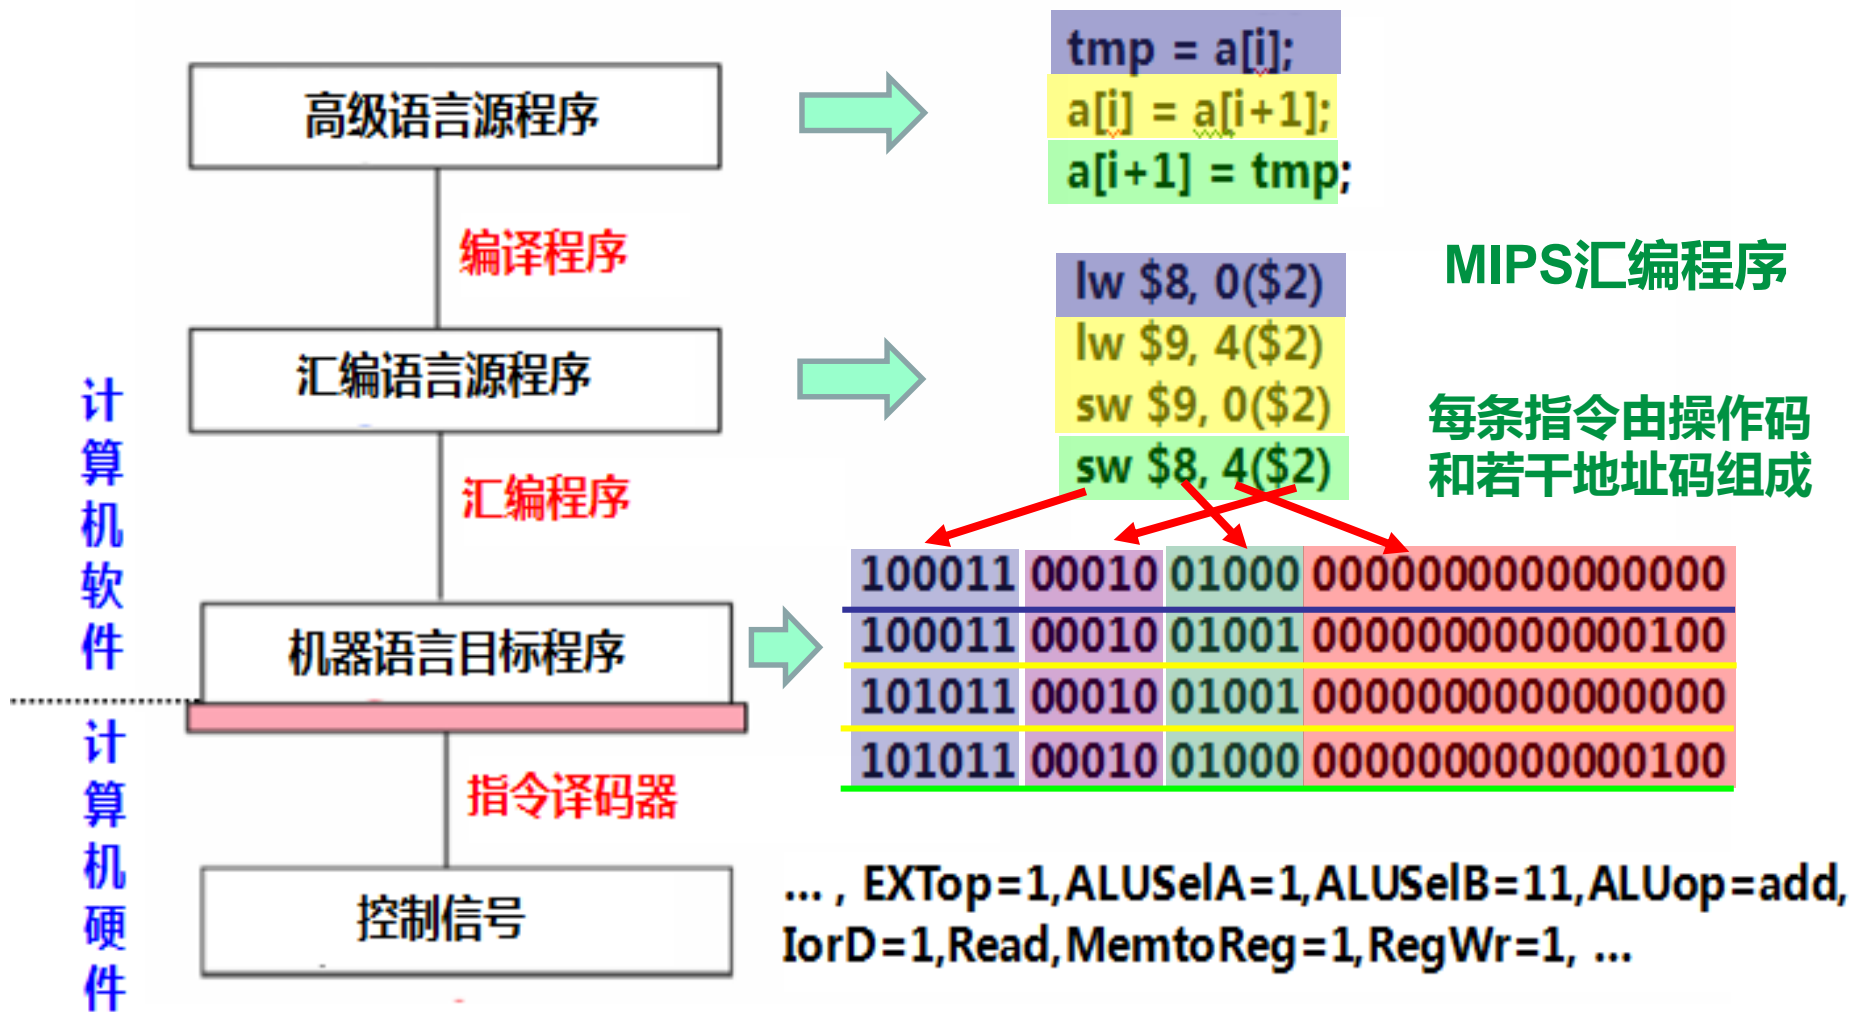 高级语言源程序
tmp = a[i];
a[i] = a[i+1];
a[i+1] = tmp;
编译程序
MIPS汇编程序
汇编语言源程序
lw $8, 0($2)
lw $9, 4($2)
sw $9, 0($2)
sw $8, 4($2)
每条指令由操作码
和若干地址码组成
汇编程序
计算机软件
机器语言目标程序
100011 00010 01000 0000000000000000
100011 00010 01001 0000000000000100
101011 00010 01001 0000000000000000
101011 00010 01000 0000000000000100
计算机硬件
指令译码器
控制信号
... , EXTop=1,ALUSelA=1,ALUSelB=11,ALUop=add,
IorD=1,Read,MemtoReg=1,RegWr=1, ...